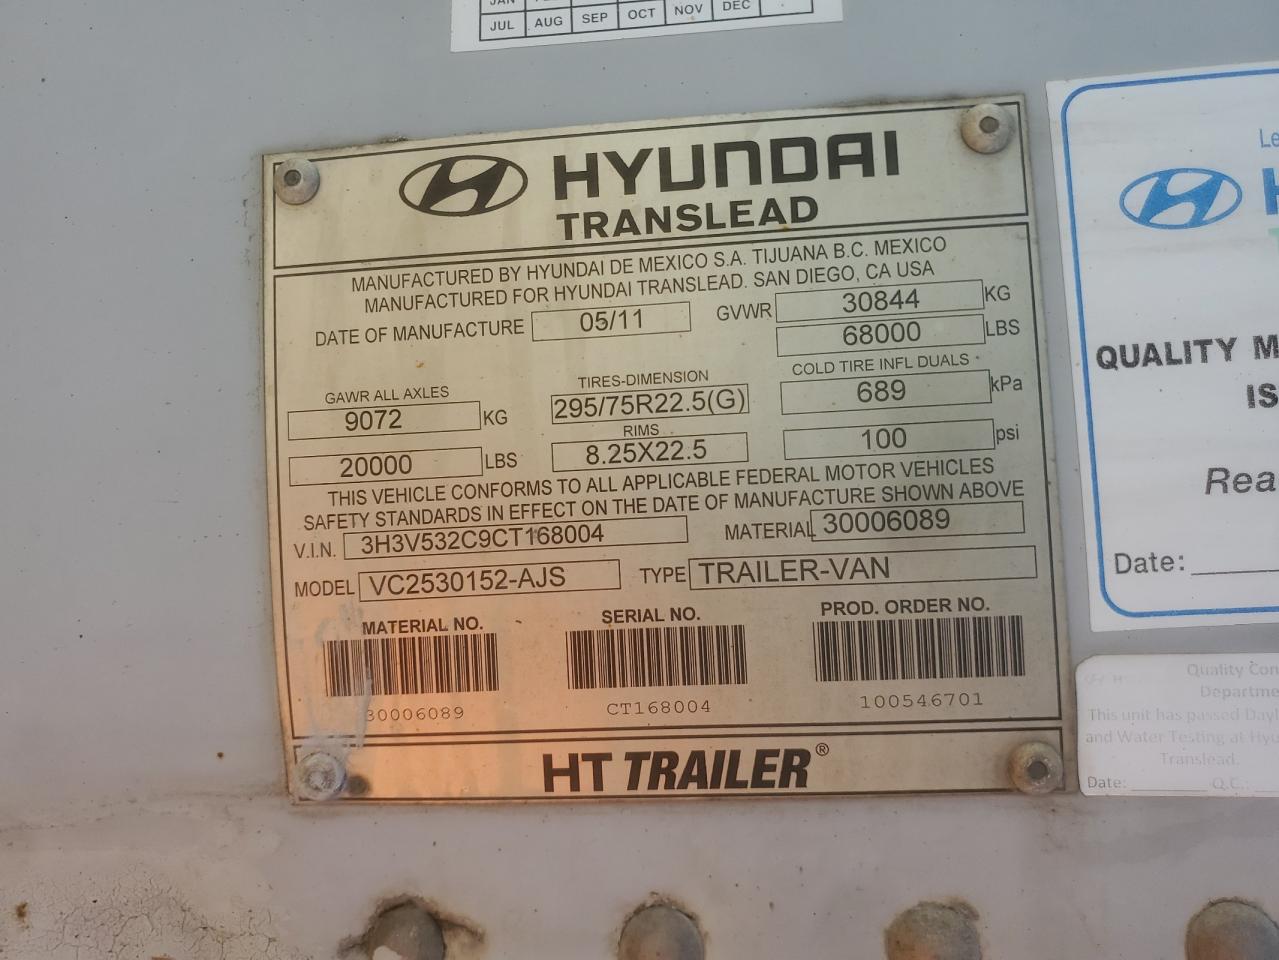 JUL AUG SEP OCT NOV DEC
HYUNDAI
TRANSLEAD
MANUFACTURED BY HYUNDAI DE MEXICO S.A. TIJUANA B.C. MEXICO
MANUFACTURED FOR HYUNDAI TRANSLEAD. SAN DIEGO, CA USA
DATE OF MANUFACTURE 05/11 GVWR 30844 KG
68000 LBS
GAWR ALL AXLES TIRES-DIMENSION COLD TIRE INFL DUALS
9072 KG 295/75R22.5(G) 689 kPa
RIMS
20000 LBS 8.25X22.5 100 psi
THIS VEHICLE CONFORMS TO ALL APPLICABLE FEDERAL MOTOR VEHICLES
SAFETY STANDARDS IN EFFECT ON THE DATE OF MANUFACTURE SHOWN ABOVE
V.I.N. 3H3V532C9CT168004 MATERIAL 30006089
MODEL VC2530152-AJS TYPE TRAILER-VAN
MATERIAL NO. SERIAL NO. PROD. ORDER NO.
30006089 CT168004 100546701
HT TRAILER®
QUALITY M
IS
Rea
Date:
Quality Con
Departme
This unit has passed Dayl
and Water Testing at Hyu
Translead.
Date: Q.C.: